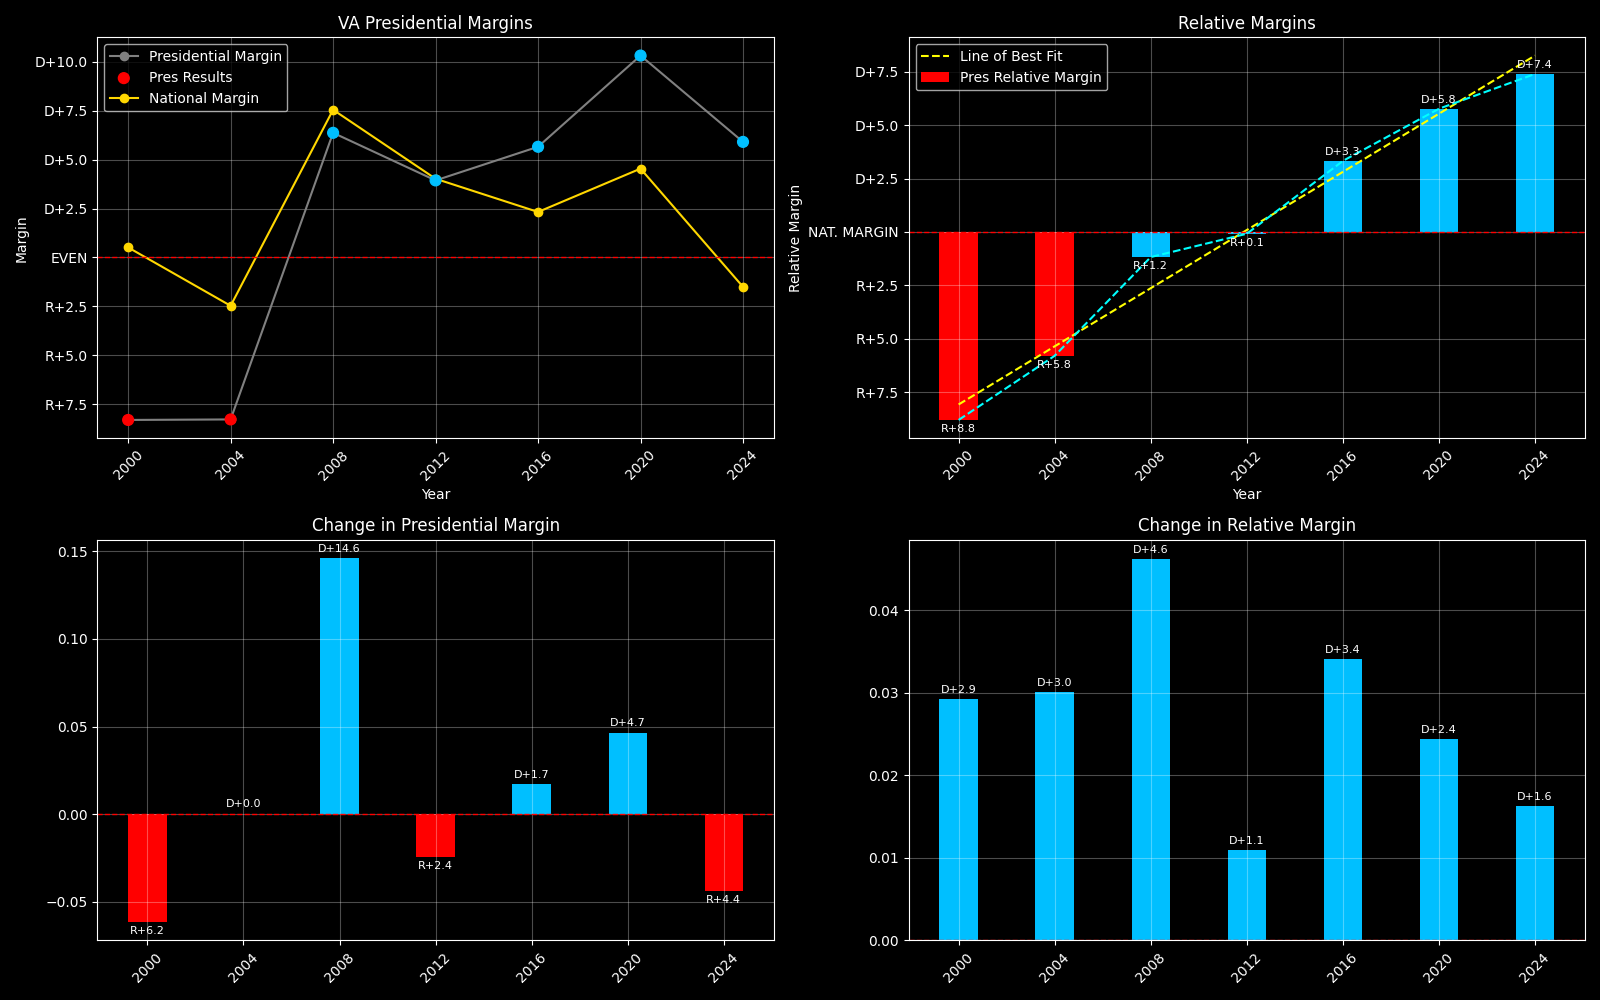 VA Presidential Margins
Presidential Margin
Pres Results
National Margin
D+10.0
D+7.5
D+5.0
D+2.5
EVEN
R+2.5
R+5.0
R+7.5
Margin
2000
2004
2008
2012
2016
2020
2024
Year
Relative Margins
Line of Best Fit
Pres Relative Margin
D+7.5
D+5.0
D+2.5
NAT. MARGIN
R+2.5
R+5.0
R+7.5
Relative Margin
R+8.8
R+5.8
R+1.2
R+0.1
D+3.3
D+5.8
D+7.4
2000
2004
2008
2012
2016
2020
2024
Year
Change in Presidential Margin
0.15
0.10
0.05
0.00
−0.05
R+6.2
D+0.0
D+14.6
R+2.4
D+1.7
D+4.7
R+4.4
2000
2004
2008
2012
2016
2020
2024
Change in Relative Margin
0.04
0.03
0.02
0.01
0.00
D+2.9
D+3.0
D+4.6
D+1.1
D+3.4
D+2.4
D+1.6
2000
2004
2008
2012
2016
2020
2024